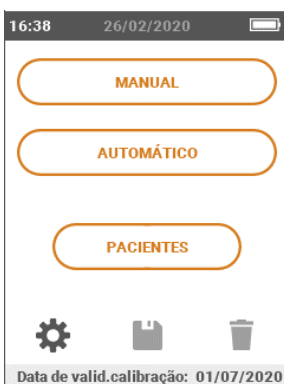 16:38 26/02/2020
MANUAL
AUTOMÁTICO
PACIENTES
Data de valid.calibração: 01/07/2020